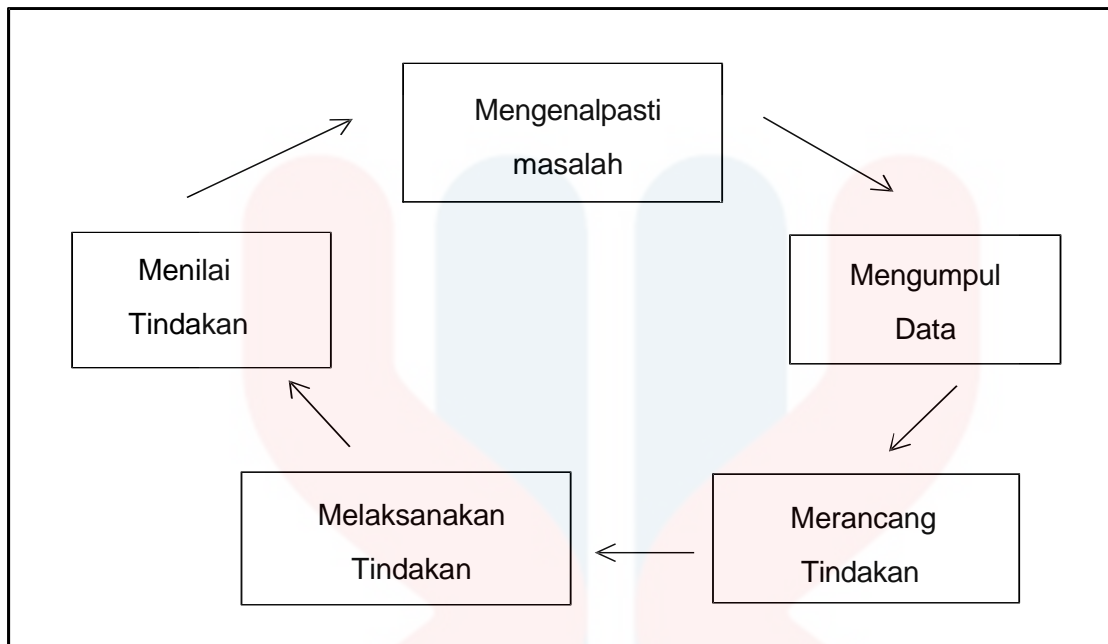 Mengenalpasti
masalah
Mengumpul
Data
Merancang
Tindakan
Melaksanakan
Tindakan
Menilai
Tindakan